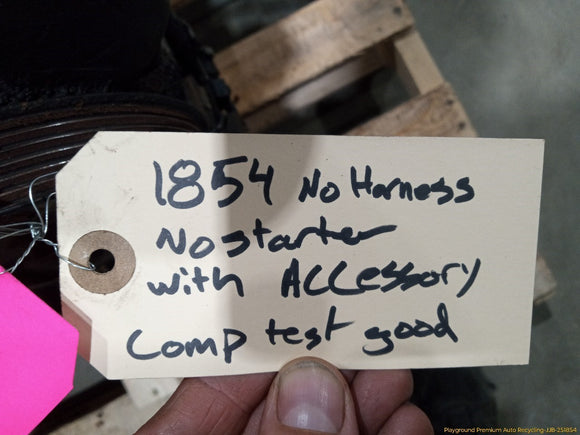 1854 No Harness
No starter
with Accessory
Comp test good
Playground Premium Auto Recycling-JJB-251854